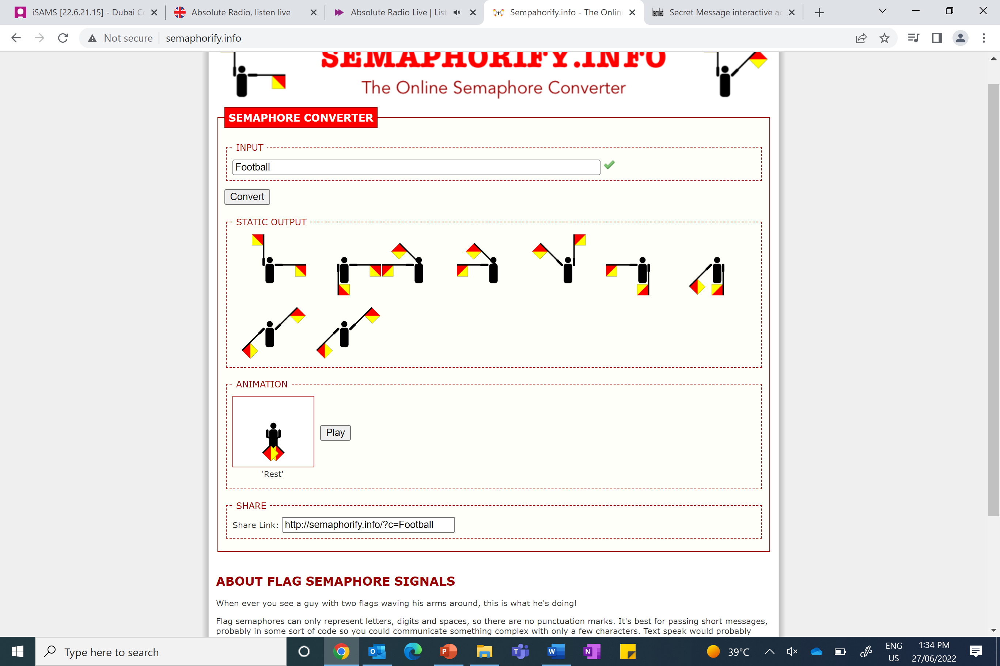 iSAMS [22.6.21.15] - Dubai C
Absolute Radio, listen live
Absolute Radio Live | List
Sempahorify.info - The Onlin
Secret Message interactive ac
Not secure
semaphorify.info
SEMAPHORIFY.INFO
The Online Semaphore Converter
SEMAPHORE CONVERTER
INPUT
Football
Convert
STATIC OUTPUT
ANIMATION
Play
'Rest'
SHARE
Share Link: http://semaphorify.info/?c=Football
ABOUT FLAG SEMAPHORE SIGNALS
When ever you see a guy with two flags waving his arms around, this is what he's doing!
Flag semaphores can only represent letters, digits and spaces, so there are no punctuation marks. It's best for passing short messages,
probably in some sort of code so you could communicate something complex with only a few characters. Text speak would probably
Type here to search
39°C
ENG
US
1:34 PM
27/06/2022